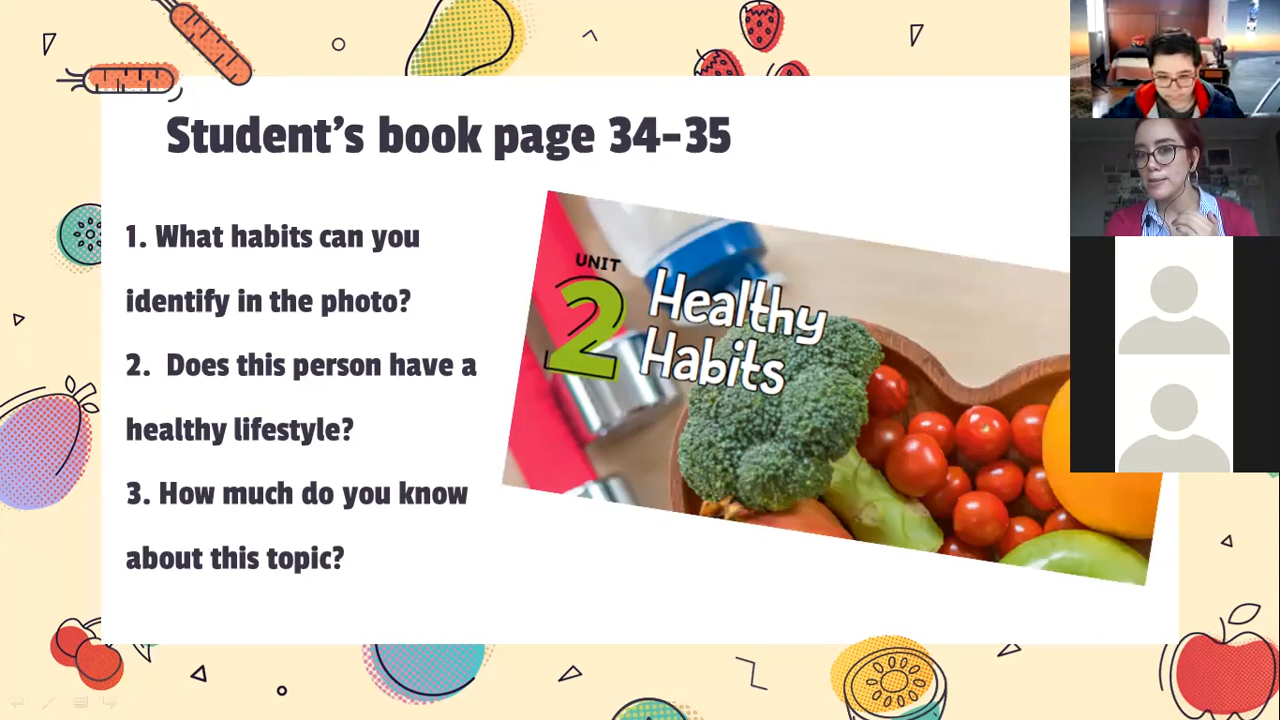 Student's book page 34-35
1. What habits can you
identify in the photo?
2. Does this person have a
healthy lifestyle?
3. How much do you know
about this topic?
UNIT
2
Healthy
Habits